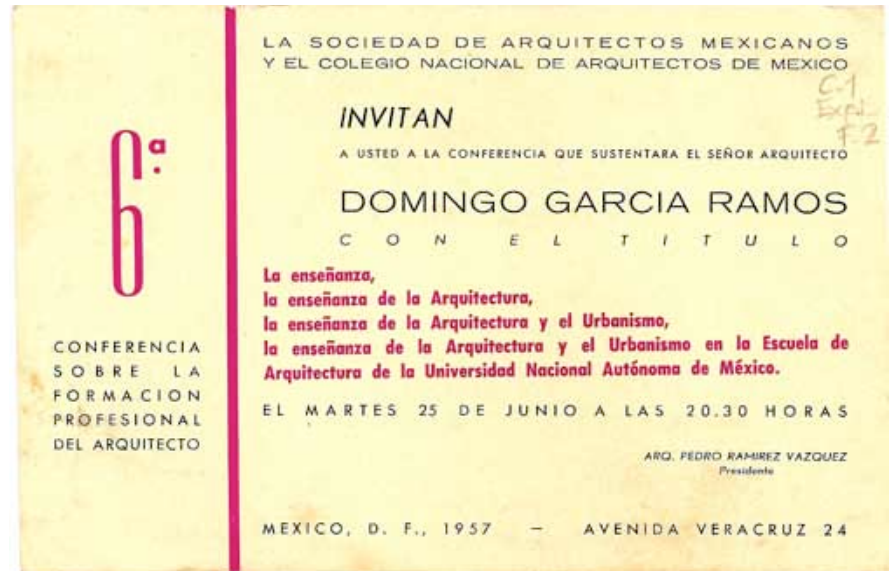 6ª.
CONFERENCIA
SOBRE LA
FORMACION
PROFESIONAL
DEL ARQUITECTO
LA SOCIEDAD DE ARQUITECTOS MEXICANOS
Y EL COLEGIO NACIONAL DE ARQUITECTOS DE MEXICO
C-1
Exp.
F.2
INVITAN
A USTED A LA CONFERENCIA QUE SUSTENTARA EL SEÑOR ARQUITECTO
DOMINGO GARCIA RAMOS
CON EL TITULO
La enseñanza,
la enseñanza de la Arquitectura,
la enseñanza de la Arquitectura y el Urbanismo,
la enseñanza de la Arquitectura y el Urbanismo en la Escuela de
Arquitectura de la Universidad Nacional Autónoma de México.
EL MARTES 25 DE JUNIO A LAS 20.30 HORAS
ARQ. PEDRO RAMIREZ VAZQUEZ
Presidente
MEXICO, D. F., 1957 — AVENIDA VERACRUZ 24